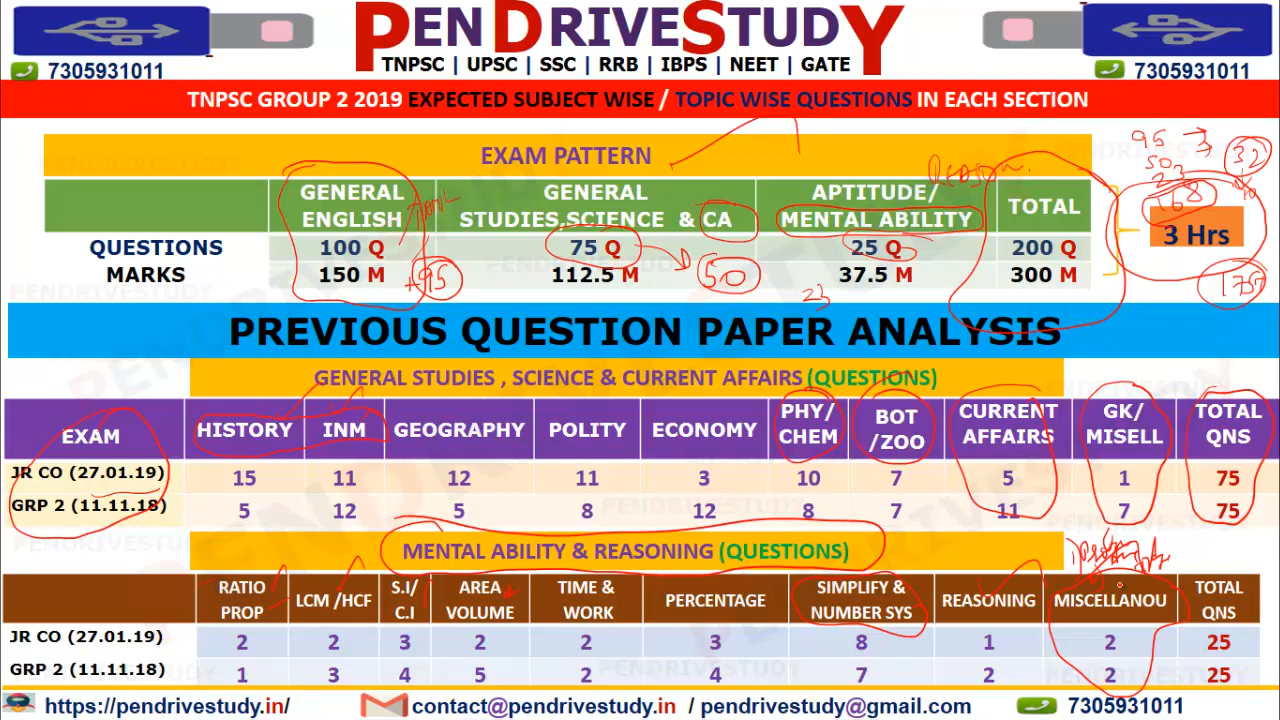 PENDRIVESTUDY
TNPSC | UPSC | SSC | RRB | IBPS | NEET | GATE
7305931011
7305931011
TNPSC GROUP 2 2019 EXPECTED SUBJECT WISE / TOPIC WISE QUESTIONS IN EACH SECTION
EXAM PATTERN
GENERAL ENGLISH GENERAL STUDIES,SCIENCE & CA APTITUDE/ MENTAL ABILITY TOTAL
QUESTIONS 100 Q 75 Q 25 Q 200 Q
MARKS 150 M 112.5 M 37.5 M 300 M
3 Hrs
REASON
95
50
23
95
50
23
168
32
175
PREVIOUS QUESTION PAPER ANALYSIS
GENERAL STUDIES , SCIENCE & CURRENT AFFAIRS (QUESTIONS)
EXAM HISTORY INM GEOGRAPHY POLITY ECONOMY PHY/ CHEM BOT /ZOO CURRENT AFFAIRS GK/ MISELL TOTAL QNS
JR CO (27.01.19) 15 11 12 11 3 10 7 5 1 75
GRP 2 (11.11.18) 5 12 5 8 12 8 7 11 7 75
MENTAL ABILITY & REASONING (QUESTIONS)
RATIO PROP LCM /HCF S.I/ C.I AREA VOLUME TIME & WORK PERCENTAGE SIMPLIFY & NUMBER SYS REASONING MISCELLANOU TOTAL QNS
JR CO (27.01.19) 2 2 3 2 2 3 8 1 2 25
GRP 2 (11.11.18) 1 3 4 5 2 4 7 2 2 25
https://pendrivestudy.in/ contact@pendrivestudy.in / pendrivestudy@gmail.com 7305931011